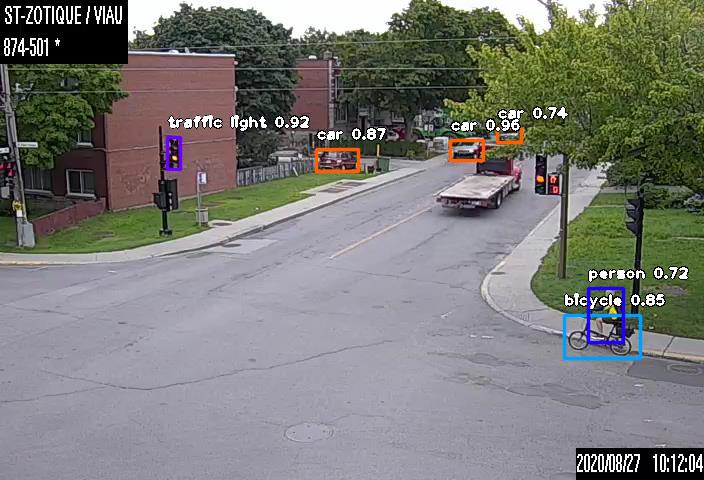 ST-ZOTIQUE / VIAU
874-501 *
traffic light 0.92
car 0.87
car 0.96
car 0.74
person 0.72
bicycle 0.85
2020/08/27 10:12:04